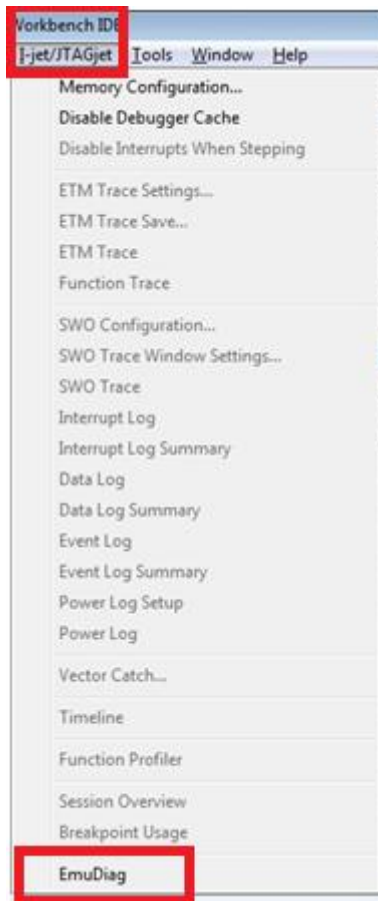 Workbench IDE
I-jet/JTAGjet Tools Window Help
Memory Configuration...
Disable Debugger Cache
Disable Interrupts When Stepping
ETM Trace Settings...
ETM Trace Save...
ETM Trace
Function Trace
SWO Configuration...
SWO Trace Window Settings...
SWO Trace
Interrupt Log
Interrupt Log Summary
Data Log
Data Log Summary
Event Log
Event Log Summary
Power Log Setup
Power Log
Vector Catch...
Timeline
Function Profiler
Session Overview
Breakpoint Usage
EmuDiag